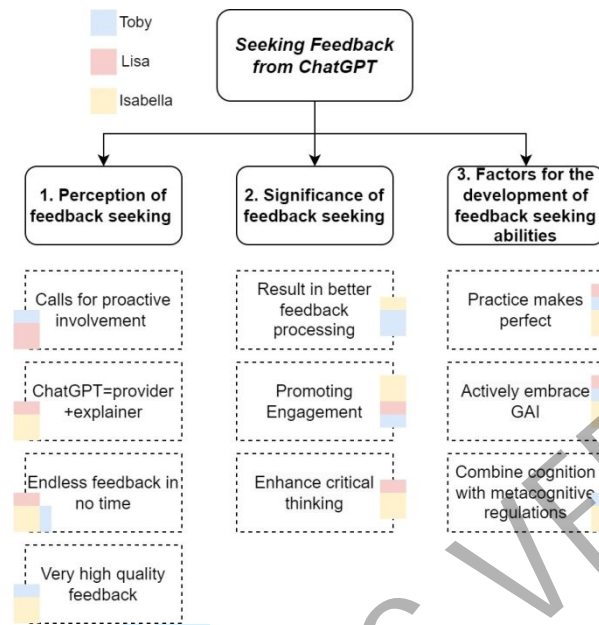 Toby
Lisa
Isabella
Seeking Feedback
from ChatGPT
1. Perception of
feedback seeking
2. Significance of
feedback seeking
3. Factors for the
development of
feedback seeking
abilities
Calls for proactive
involvement
ChatGPT=provider
+explainer
Endless feedback in
no time
Very high quality
feedback
Result in better
feedback
processing
Promoting
Engagement
Enhance critical
thinking
Practice makes
perfect
Actively embrace
GAI
Combine cognition
with metacognitive
regulations